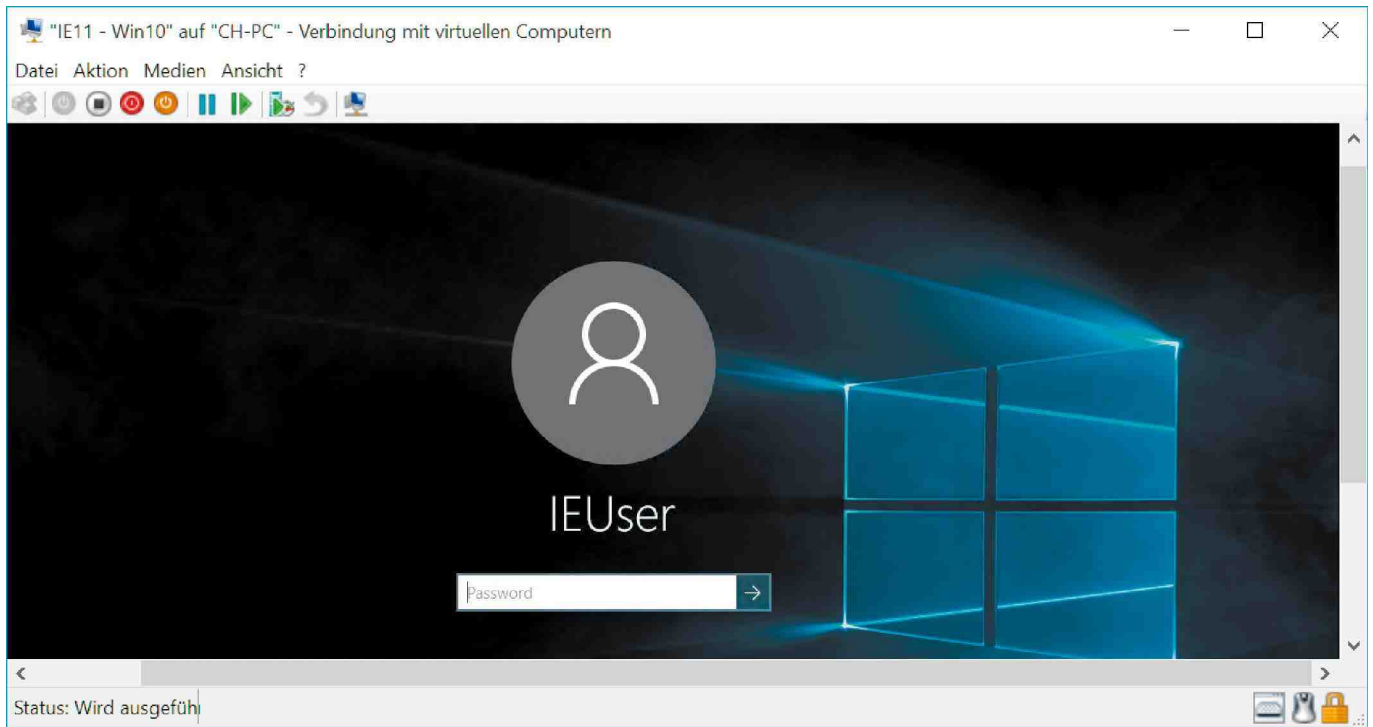 "IE11 - Win10" auf "CH-PC" - Verbindung mit virtuellen Computern
Datei Aktion Medien Ansicht ?
IEUser
Password
Status: Wird ausgefüh